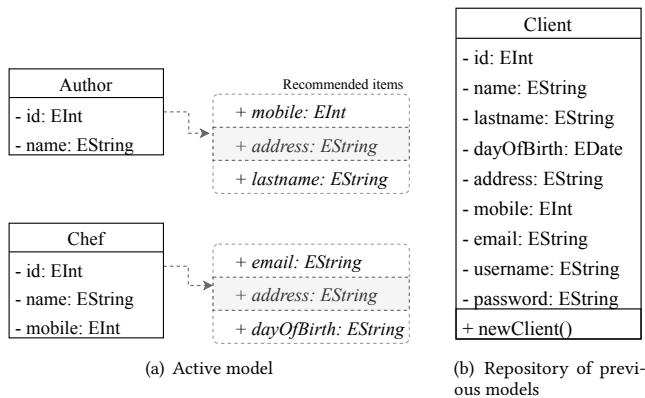 Author
- id: EInt
- name: EString
Recommended items
+ mobile: EInt
+ address: EString
+ lastname: EString
Chef
- id: EInt
- name: EString
- mobile: EInt
+ email: EString
+ address: EString
+ dayOfBirth: EString
(a) Active model
Client
- id: EInt
- name: EString
- lastname: EString
- dayOfBirth: EDate
- address: EString
- mobile: EInt
- email: EString
- username: EString
- password: EString
+ newClient()
(b) Repository of previ-
ous models